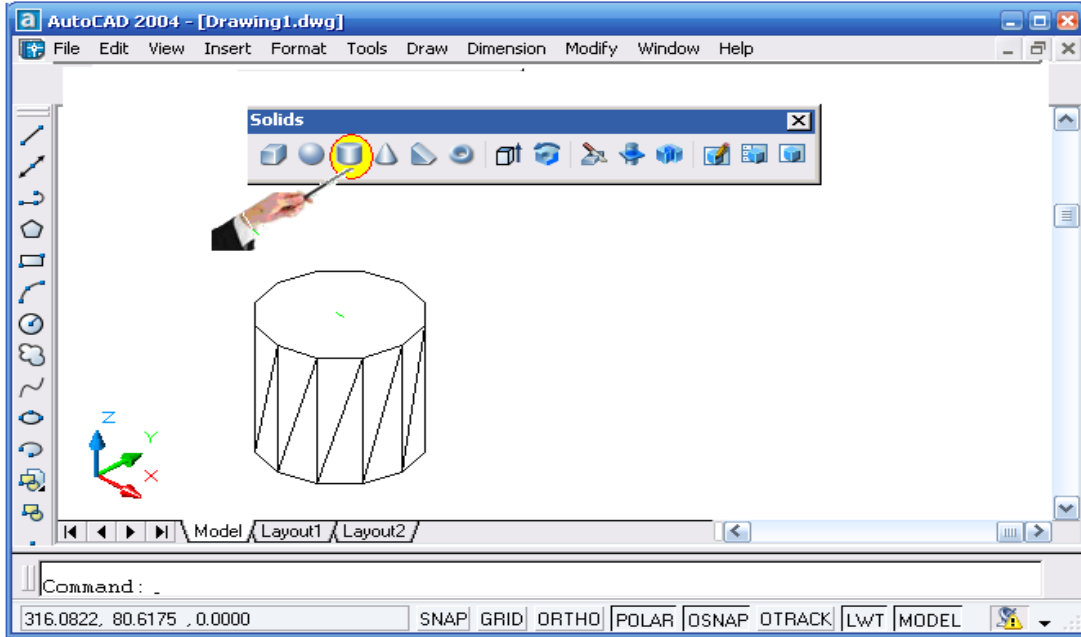 a AutoCAD 2004 - [Drawing1.dwg]
File Edit View Insert Format Tools Draw Dimension Modify Window Help
Solids
Z
Y
X
Model Layout1 Layout2
Command: _
316.0822, 80.6175 , 0.0000 SNAP GRID ORTHO POLAR OSNAP OTRACK LWT MODEL